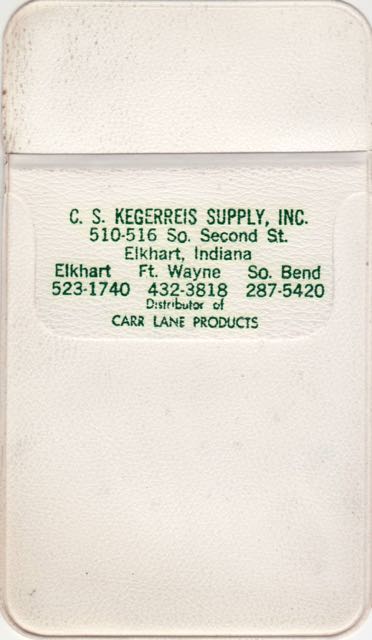 C. S. KEGERREIS SUPPLY, INC.
510-516 So. Second St.
Elkhart, Indiana
Elkhart Ft. Wayne So. Bend
523-1740 432-3818 287-5420
Distributor of
CARR LANE PRODUCTS